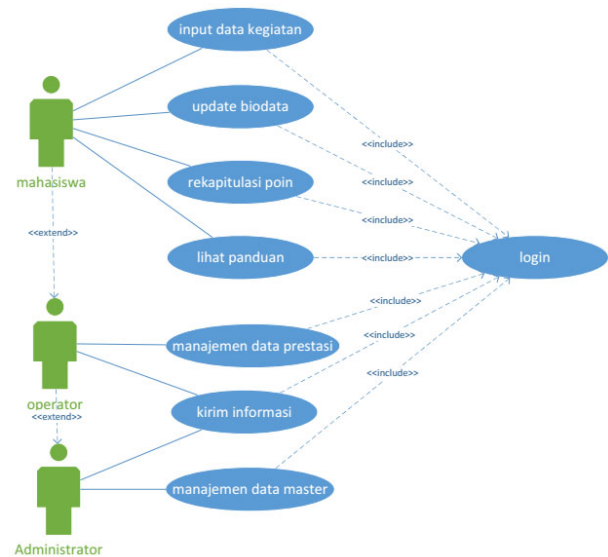 input data kegiatan
update biodata
<<include>>
mahasiswa
<<include>>
rekapitulasi poin
<<include>>
<<extend>>
lihat panduan
<<include>>
login
<<include>>
operator
manajemen data prestasi
<<include>>
<<extend>>
kirim informasi
<<include>>
manajemen data master
Administrator